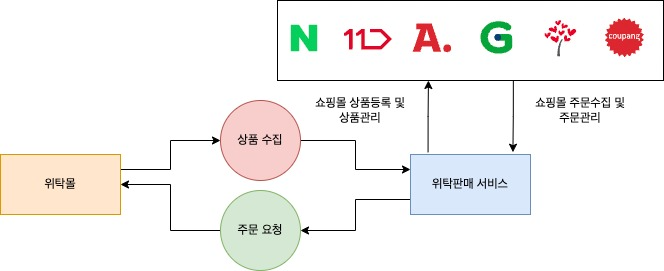 N 11 A. G coupang
쇼핑몰 상품등록 및
상품관리
쇼핑몰 주문수집 및
주문관리
상품 수집
위탁몰
위탁판매 서비스
주문 요청